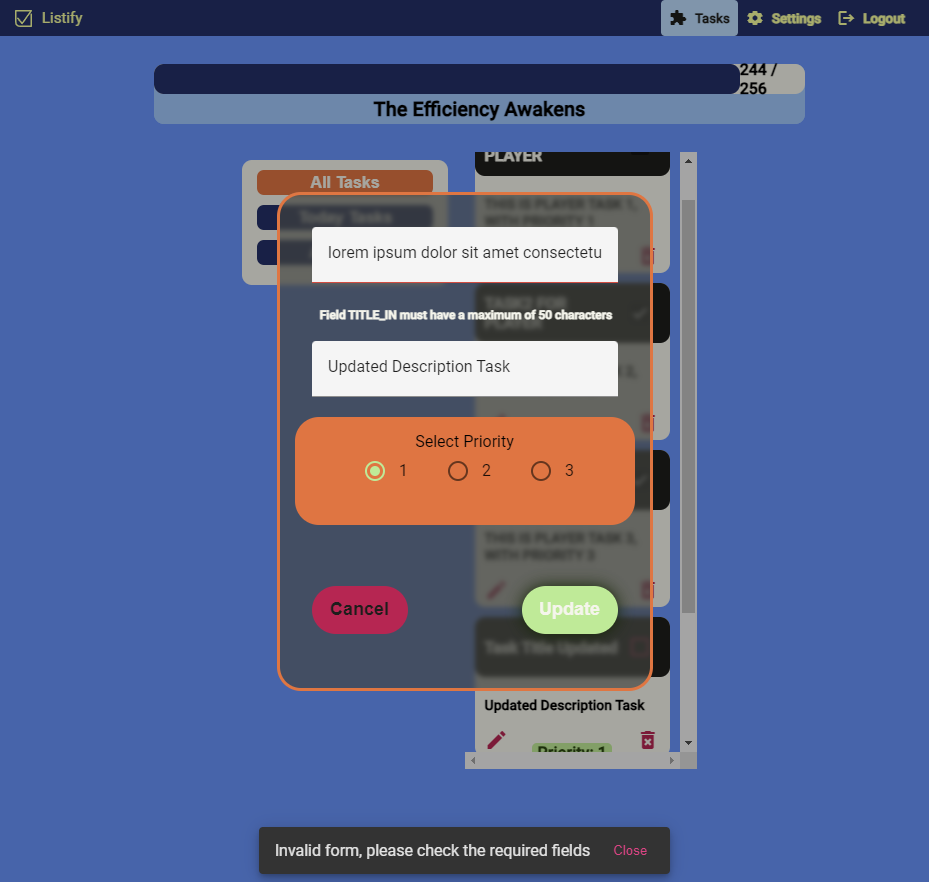 Listify
Tasks
Settings
Logout
244 /
256
The Efficiency Awakens
All Tasks
Today Tasks
PLAYER
THIS IS PLAYER TASK 1,
WITH PRIORITY 1
lorem ipsum dolor sit amet consectetu
TASK2 FOR
PLAYER
Field TITLE_IN must have a maximum of 50 characters
Updated Description Task
Select Priority
1
2
3
THIS IS PLAYER TASK 3,
WITH PRIORITY 3
Cancel
Update
Task Title Updated
Updated Description Task
Priority: 1
Invalid form, please check the required fields
Close